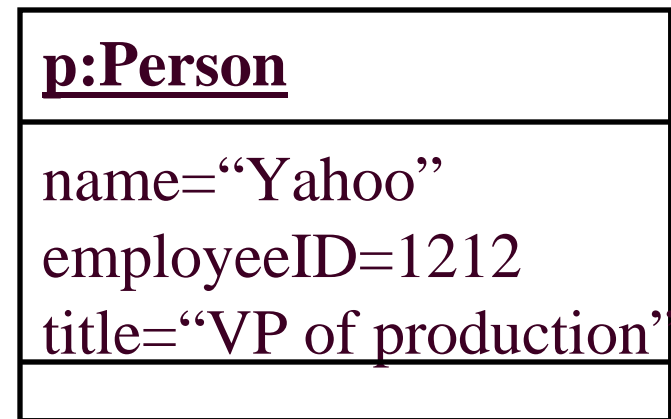 p:Person
name=“Yahoo”
employeeID=1212
title=“VP of production”